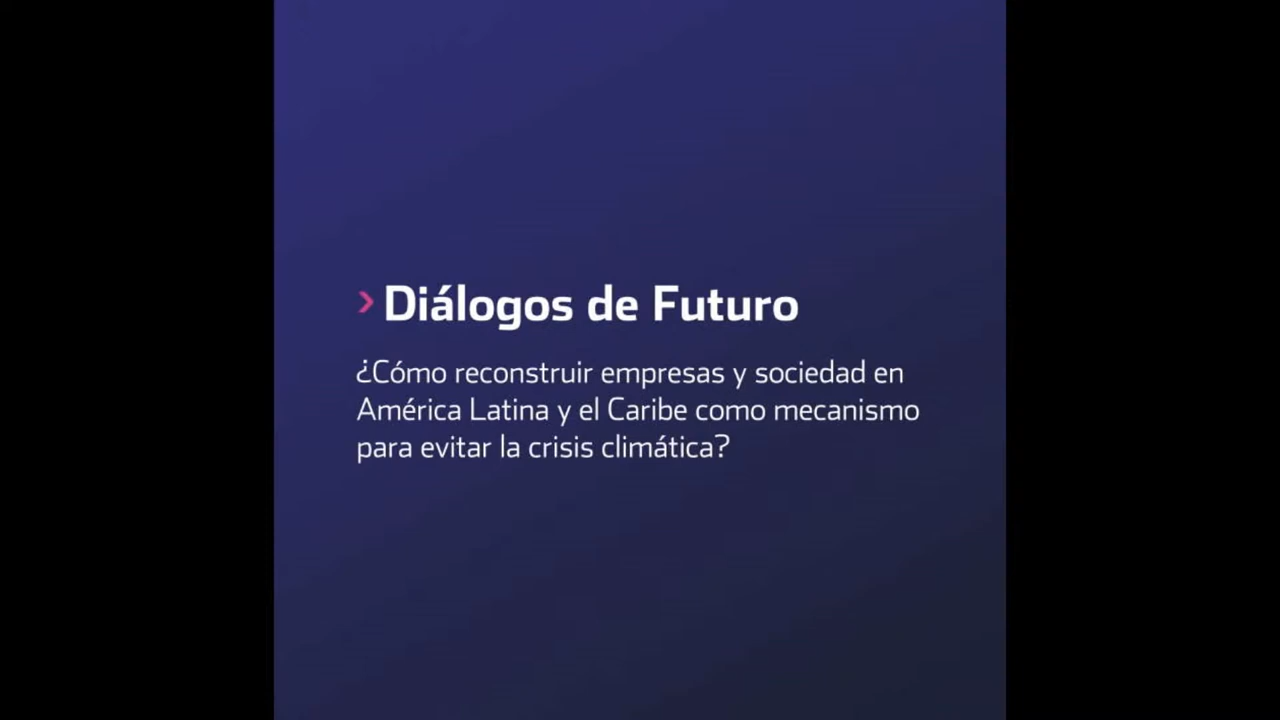 Diálogos de Futuro
¿Cómo reconstruir empresas y sociedad en
América Latina y el Caribe como mecanismo
para evitar la crisis climática?